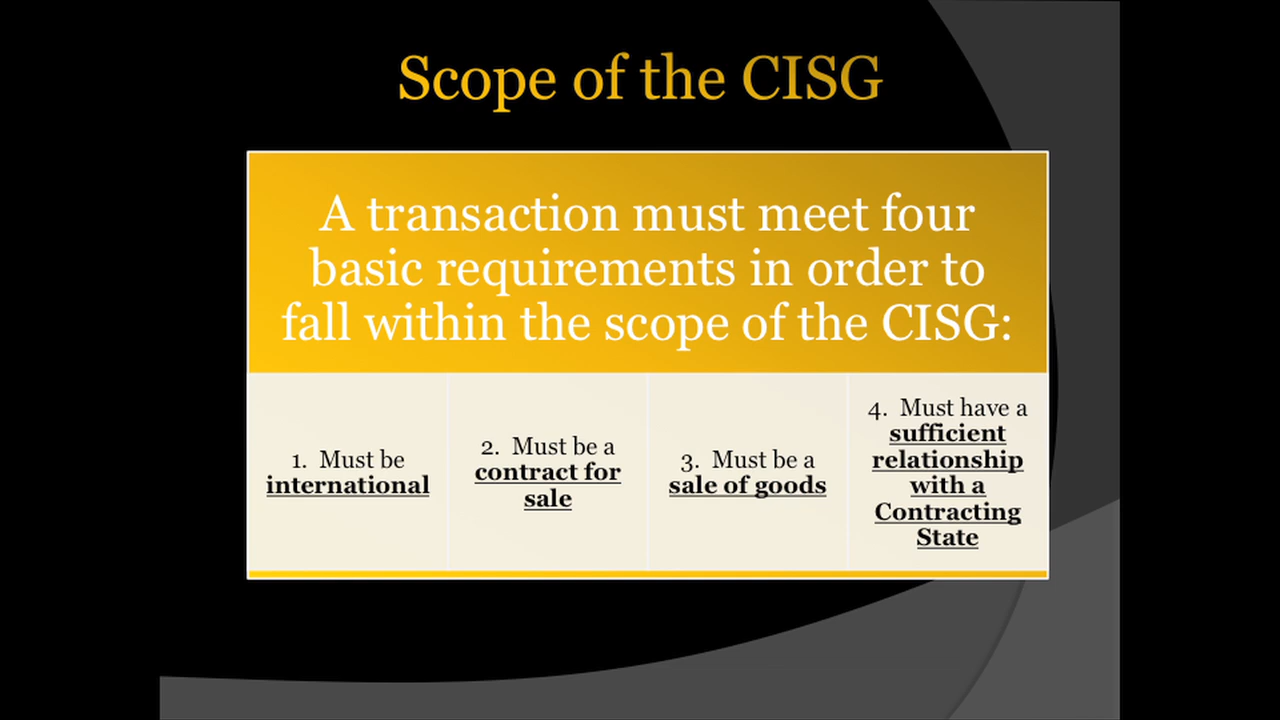 Scope of the CISG
A transaction must meet four
basic requirements in order to
fall within the scope of the CISG:
1. Must be
international
2. Must be a
contract for
sale
3. Must be a
sale of goods
4. Must have a
sufficient
relationship
with a
Contracting
State